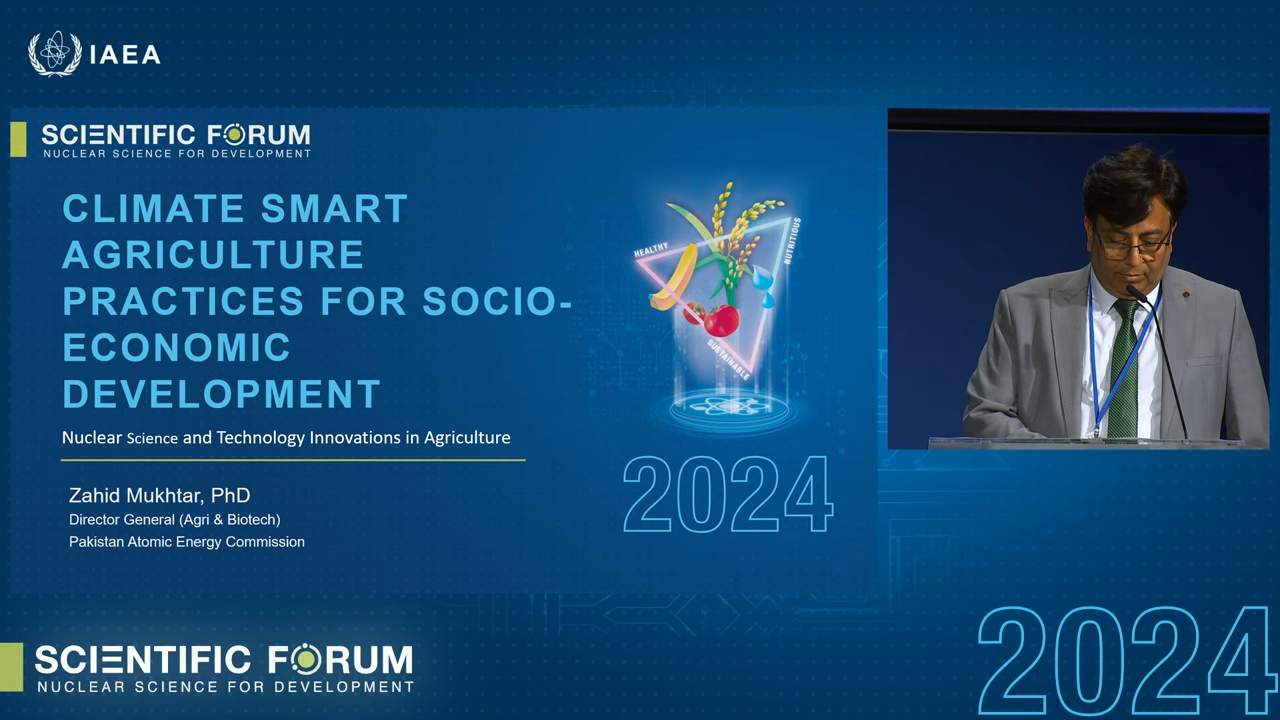 IAEA
SCIENTIFIC FORUM
NUCLEAR SCIENCE FOR DEVELOPMENT
CLIMATE SMART
AGRICULTURE
PRACTICES FOR SOCIO-
ECONOMIC
DEVELOPMENT
Nuclear Science and Technology Innovations in Agriculture
Zahid Mukhtar, PhD
Director General (Agri & Biotech)
Pakistan Atomic Energy Commission
HEALTHY
NUTRITIOUS
SUSTAINABLE
2024
SCIENTIFIC FORUM
NUCLEAR SCIENCE FOR DEVELOPMENT
2024